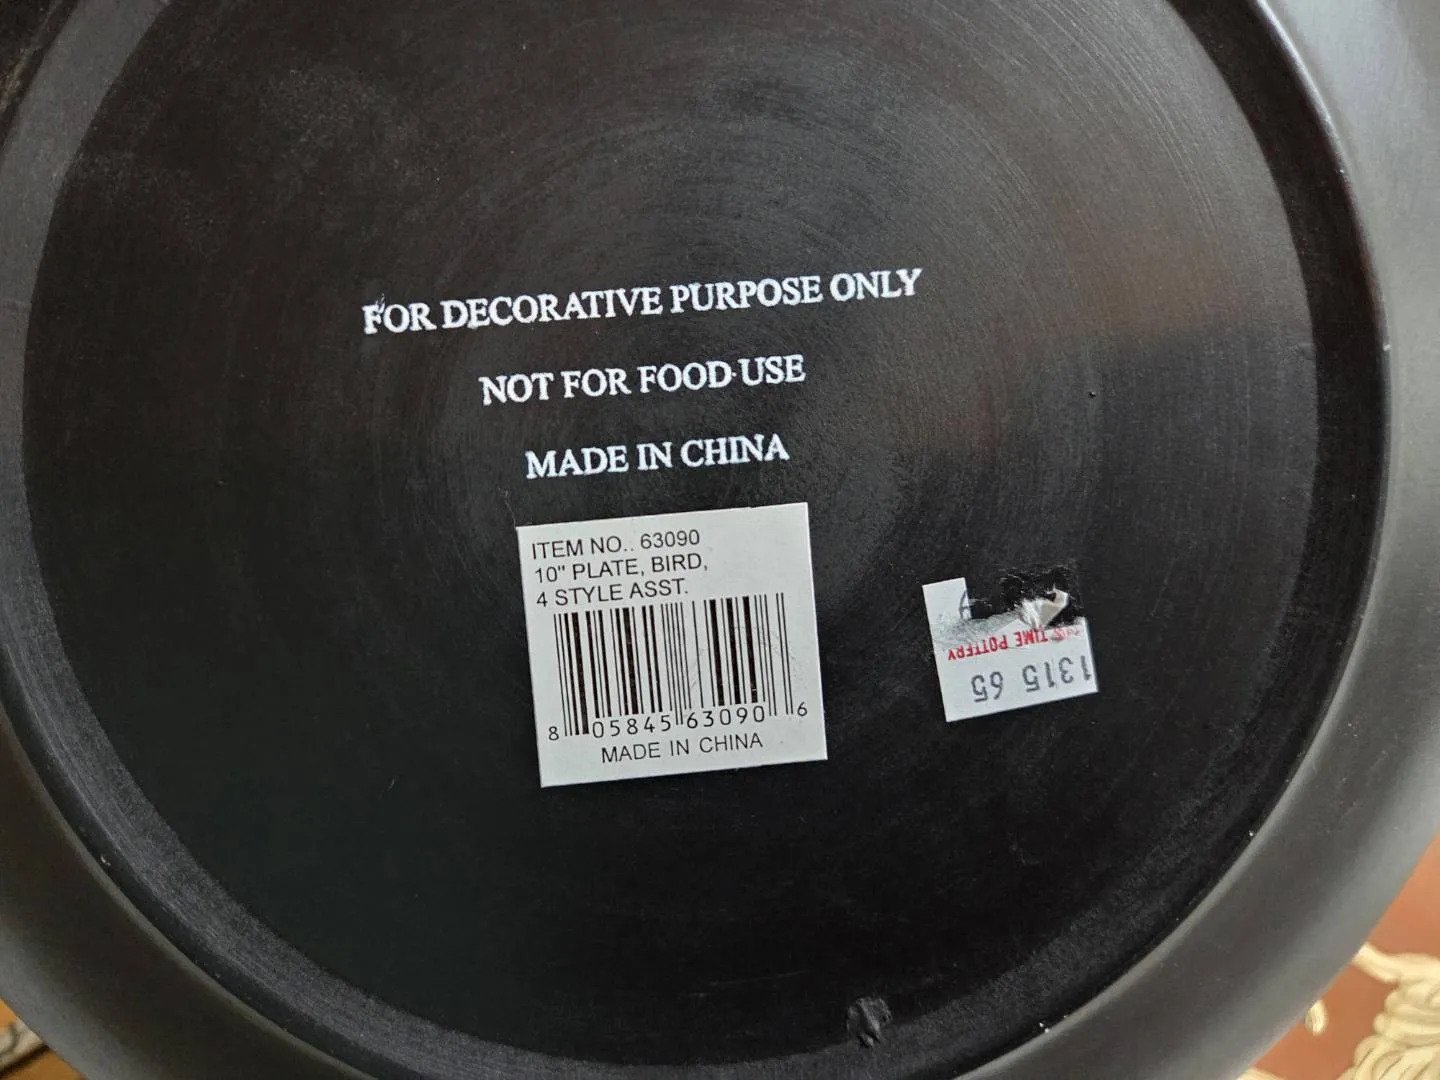 FOR DECORATIVE PURPOSE ONLY
NOT FOR FOOD USE
MADE IN CHINA
ITEM NO.. 63090
10" PLATE, BIRD,
4 STYLE ASST.
8 05845 63090 6
MADE IN CHINA
TIME POTTERY
1315 65